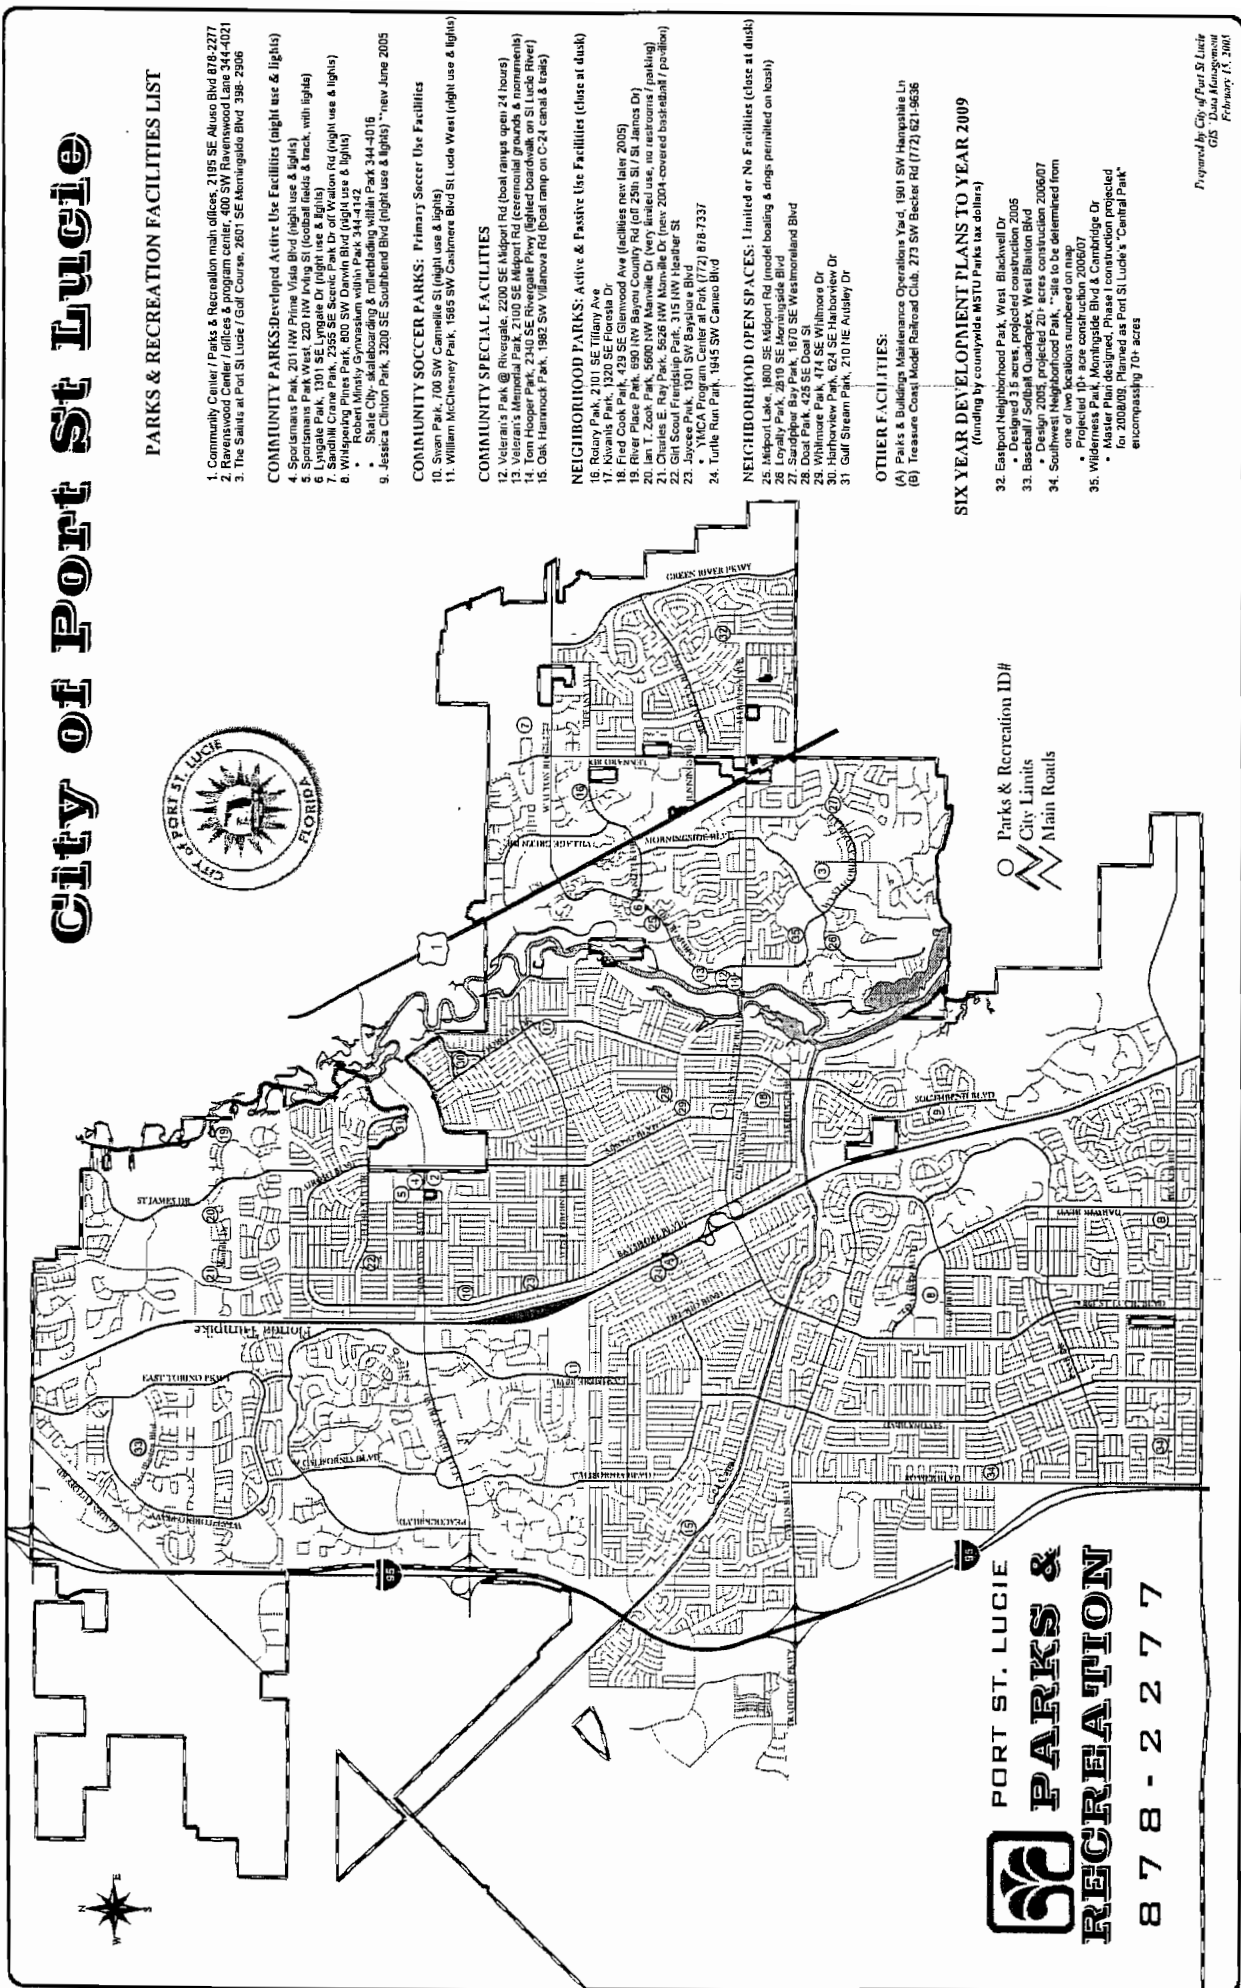 City of Port St Lucie
PARKS & RECREATION FACILITIES LIST
1. Community Center / Parks & Recreation main offices, 2195 SE Airoso Blvd 878-2277
2. Ravenswood Center / offices & program center, 400 SW Ravenswood Lane 344-4021
3. The Saints at Port St Lucie / Golf Course, 2601 SE Morningside Blvd 398-2906
COMMUNITY PARKS:Developed Active Use Facilities (night use & lights)
4. Sportsmans Park, 201 NW Prima Vista Blvd (night use & lights)
5. Sportsmans Park West, 220 NW Irving St (football fields & track, with lights)
6 Lyngate Park, 1301 SE Lyngate Dr (night use & lights)
7. Sandhill Crane Park, 2355 SE Scenic Park Dr off Walton Rd (night use & lights)
8. Whispering Pines Park, 800 SW Darwin Blvd (night use & lights)
• Robert Minsky Gymnasium within Park 344-4142
• Skate City- skateboarding & rollerblading within Park 344-4016
9. Jessica Clinton Park, 3200 SE Southbend Blvd (night use & lights) **new June 2005
COMMUNITY SOCCER PARKS: Primary Soccer Use Facilities
10. Swan Park, 700 SW Carmelite St (night use & lights)
11. William McChesney Park, 1585 SW Cashmere Blvd St Lucie West (night use & lights)
COMMUNITY SPECIAL FACILITIES
12. Veteran's Park @ Rivergate, 2200 SE Midport Rd (boat ramps open 24 hours)
13. Veteran's Memorial Park, 2100 SE Midport Rd (ceremonial grounds & monuments)
14. Tom Hooper Park, 2340 SE Rivergate Pkwy (lighted boardwalk on St Lucie River)
15. Oak Hammock Park, 1982 SW Villanova Rd (boat ramp on C-24 canal & trails)
NEIGHBORHOOD PARKS: Active & Passive Use Facilities (close at dusk)
16. Rotary Park, 2101 SE Tiffany Ave
17. Kiwanis Park, 1320 SE Floresta Dr
18. Fred Cook Park, 429 SE Glenwood Ave (facilities new later 2005)
19. River Place Park, 690 NW Bayou Country Rd (off 25th St / St James Dr)
20. Ian T. Zook Park, 5600 NW Manville Dr (very limited use, no restrooms / parking)
21. Charles E. Ray Park, 5626 NW Manville Dr (new 2004-covered basketball / pavilion)
22. Girl Scout Friendship Park, 315 NW Heather St
23. Jaycee Park, 1301 SW Bayshore Blvd
• YMCA Program Center at Park (772) 878-7337
24. Turtle Run Park, 1945 SW Cameo Blvd
NEIGHBORHOOD OPEN SPACES: Limited or No Facilities (close at dusk)
25. Midport Lake, 1800 SE Midport Rd (model boating & dogs permitted on leash)
26 Loyalty Park, 2810 SE Morningside Blvd
27. Sandpiper Bay Park, 1670 SE Westmoreland Blvd
28. Doat Park, 425 SE Doat St
29. Whitmore Park, 474 SE Whitmore Dr
30. Harborview Park, 624 SE Harborview Dr
31 Gulf Stream Park, 210 NE Autsley Dr
OTHER FACILITIES:
(A) Parks & Buildings Maintenance Operations Yard, 1901 SW Hampshire Ln
(B) Treasure Coast Model Railroad Club, 273 SW Becker Rd (772) 621-9636
SIX YEAR DEVELOPMENT PLANS TO YEAR 2009
(funding by countywide MSTU Parks tax dollars)
32. Eastport Neighborhood Park, West Blackwell Dr
• Designed 3.5 acres, projected construction 2005
33. Baseball / Softball Quadraplex, West Blanton Blvd
• Design 2005, projected 20+ acres construction 2006/07
34. Southwest Neighborhood Park, **site to be determined from
one of two locations numbered on map
• Projected 10+ acre construction 2006/07
35. Wilderness Park, Morningside Blvd & Cambridge Dr
• Master Plan designed, Phase I construction projected
for 2008/09. Planned as Port St Lucie's "Central Park"
encompassing 70+ acres
Prepared by City of Port St Lucie
GIS Data Management
February 15, 2005
CITY of PORT ST. LUCIE
FLORIDA
Parks & Recreation ID#
City Limits
Main Roads
GREEN RIVER PKWY
LENNARD RD
VILLAGE GREEN DR
MORNINGSIDE BLVD
ST JAMES DR
AIROSO BLVD
BAYSHORE BLVD
SOUTHBEND BLVD
DARWIN BLVD
Florida Turnpike
EAST TORINO PKWY
WEST TORINO PKWY
CALIFORNIA BLVD
PEACOCK BLVD
CASHMERE BLVD
SAVONA BLVD
TRADITION PKWY
1
95
95
N
E
S
W
PORT ST. LUCIE
PARKS &
RECREATION
878-2277